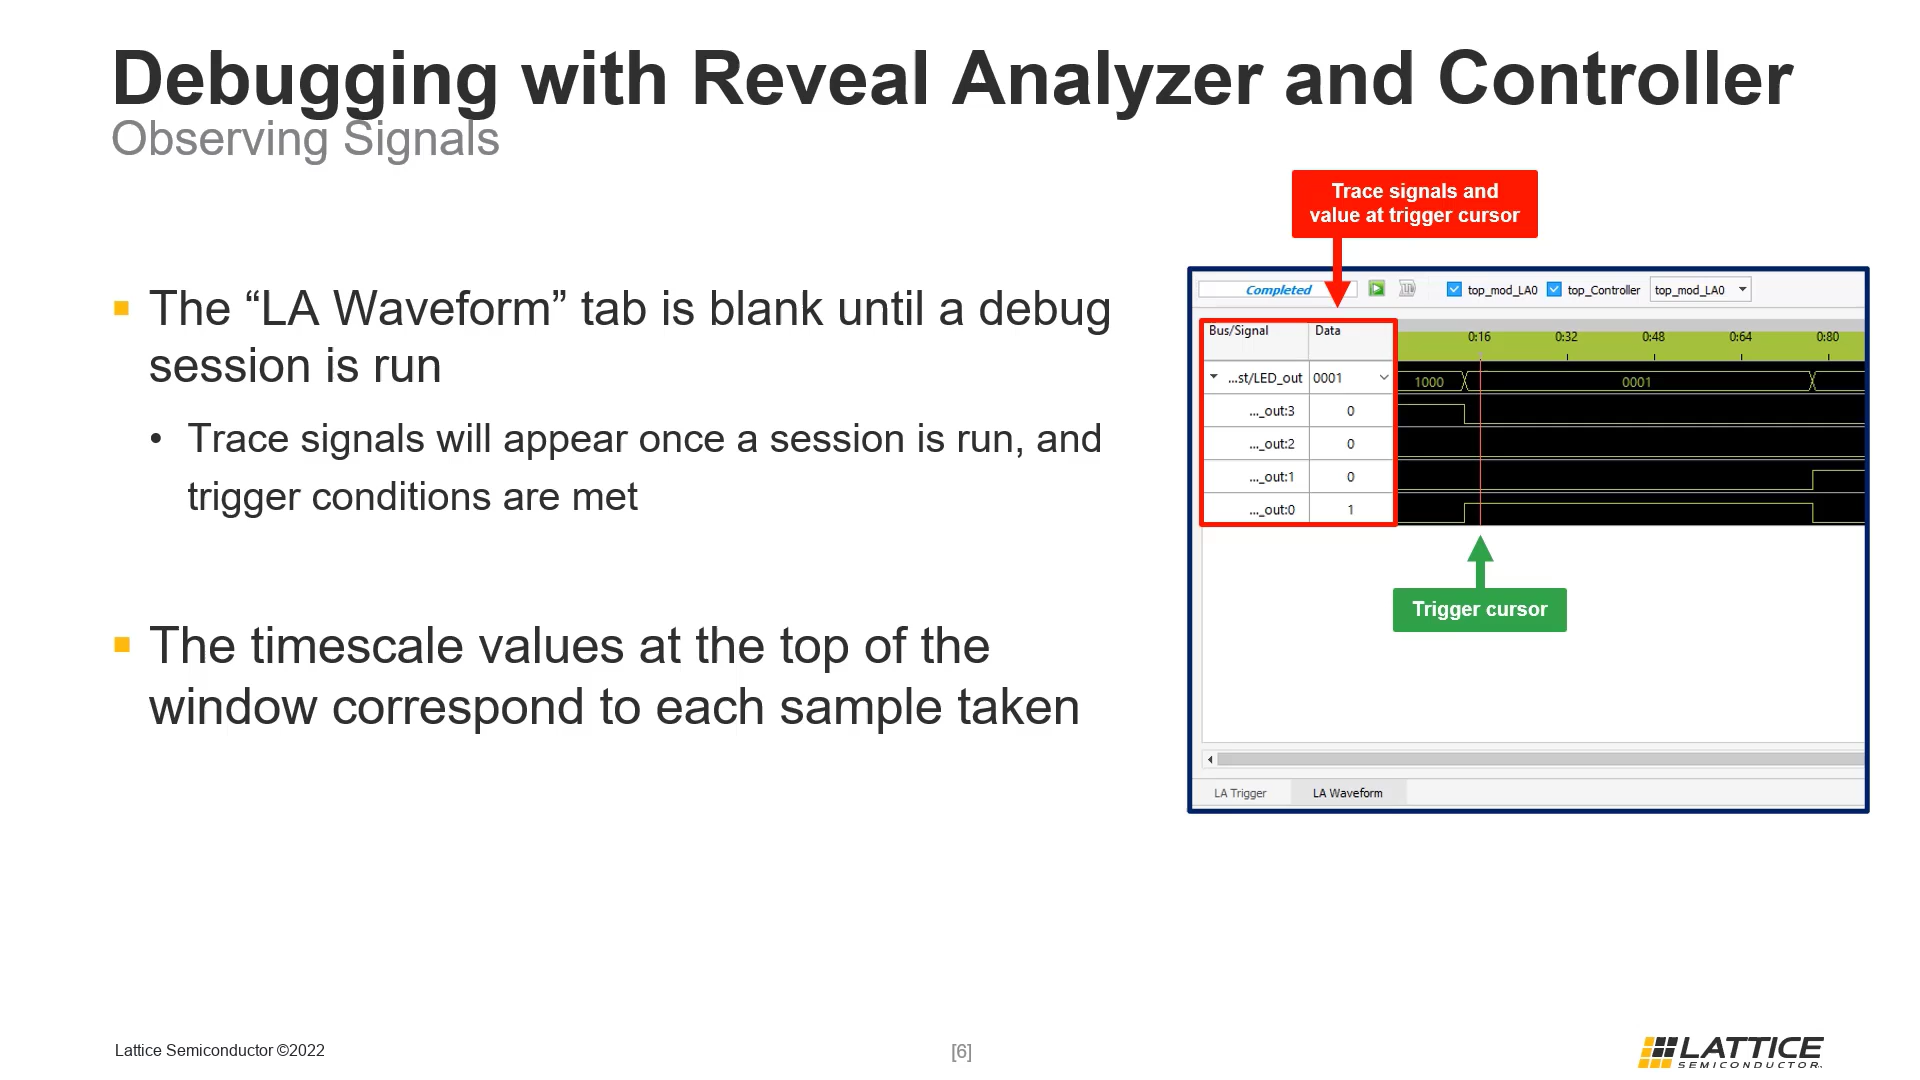 Debugging with Reveal Analyzer and Controller
Observing Signals
Trace signals and
value at trigger cursor
The “LA Waveform” tab is blank until a debug
session is run
• Trace signals will appear once a session is run, and
trigger conditions are met
The timescale values at the top of the
window correspond to each sample taken
Completed top_mod_LA0 top_Controller top_mod_LA0
Bus/Signal Data 0:16 0:32 0:48 0:64 0:80
...st/LED_out 0001 1000 0001
..._out:3 0
..._out:2 0
..._out:1 0
..._out:0 1
Trigger cursor
LA Trigger LA Waveform
Lattice Semiconductor ©2022
[6]
LATTICE
SEMICONDUCTOR